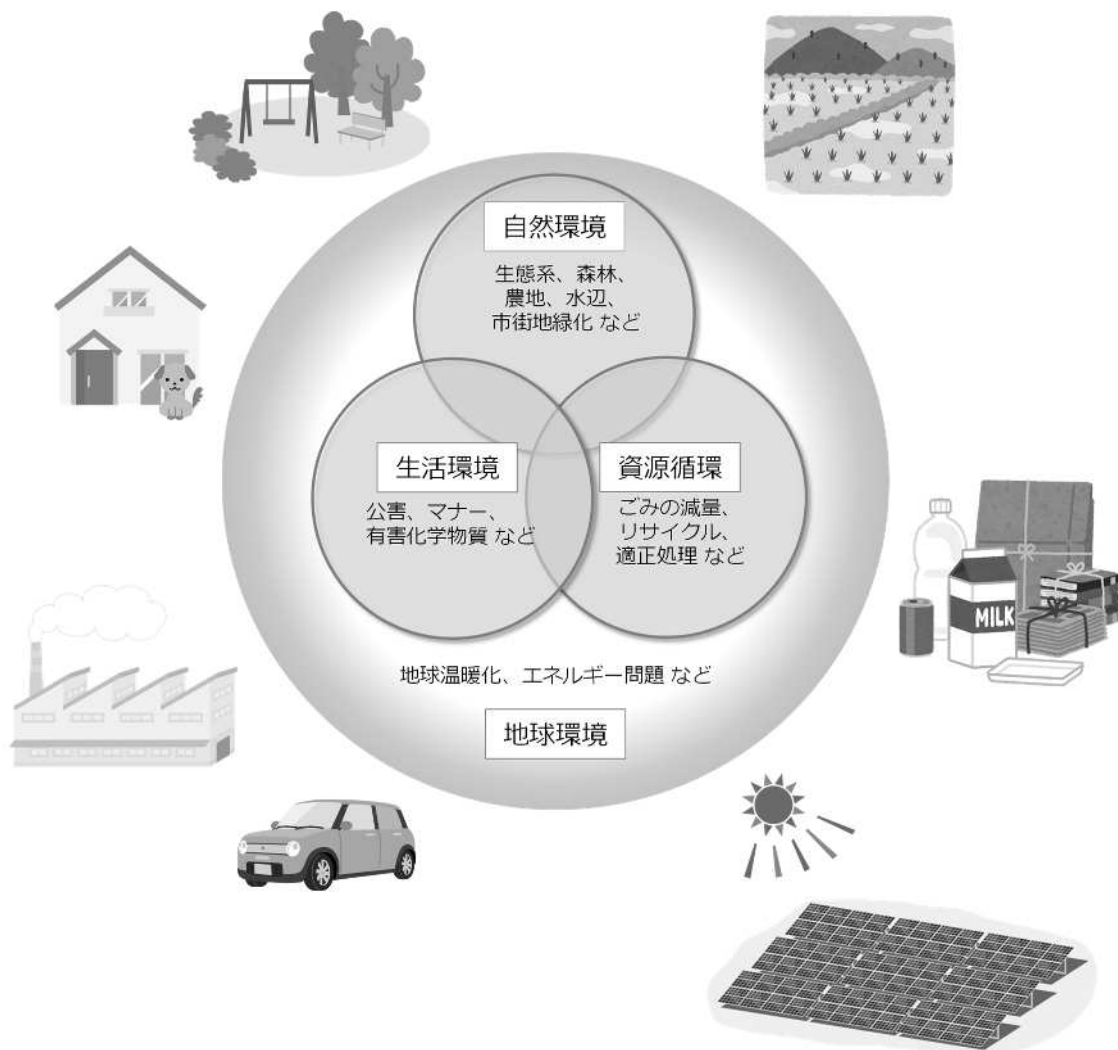 自然環境
生態系、森林、
農地、水辺、
市街地緑化 など
生活環境
公害、マナー、
有害化学物質 など
資源循環
ごみの減量、
リサイクル、
適正処理 など
MILK
地球温暖化、エネルギー問題 など
地球環境